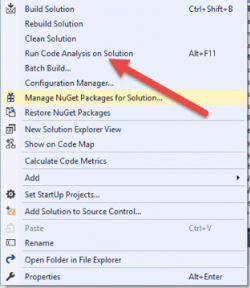 Build Solution Ctrl+Shift+B
Rebuild Solution
Clean Solution
Run Code Analysis on Solution Alt+F11
Batch Build...
Configuration Manager...
Manage NuGet Packages for Solution...
Restore NuGet Packages
New Solution Explorer View
Show on Code Map
Calculate Code Metrics
Add
Set StartUp Projects...
Add Solution to Source Control...
Paste Ctrl+V
Rename
Open Folder in File Explorer
Properties Alt+Enter